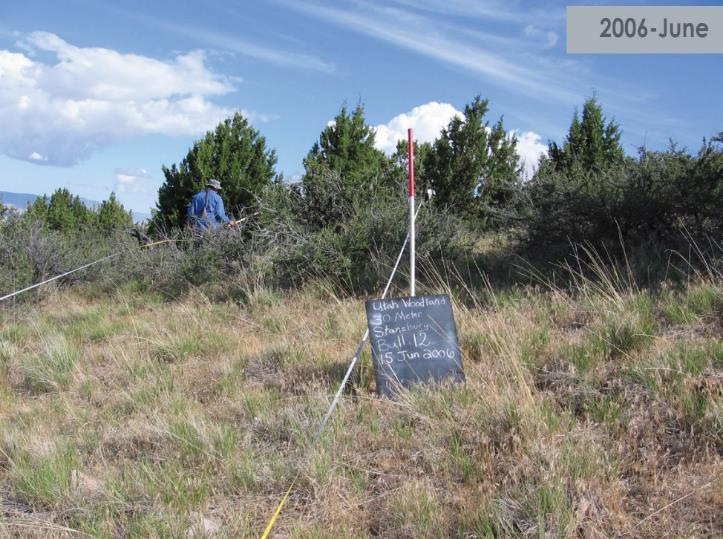 2006-June
Utah Woodland
30 Meter
Stansbury
Bull 12
15 Jun 2006